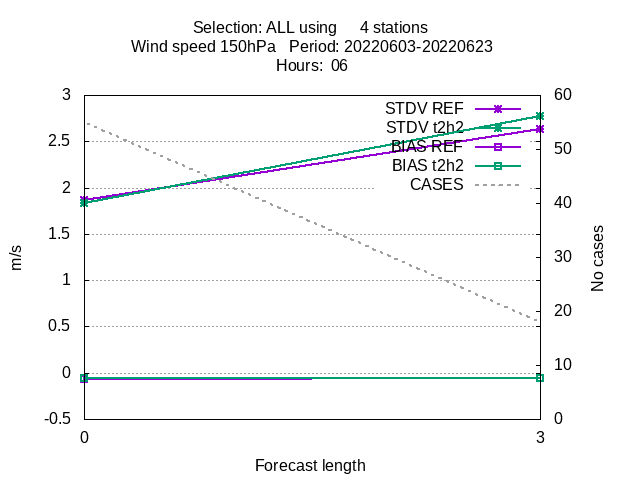 Selection: ALL using      4 stations
Wind speed 150hPa   Period: 20220603-20220623
Hours:  06
3
2.5
2
1.5
1
0.5
0
-0.5
60
50
40
30
20
10
0
STDV REF
STDV t2h2
BIAS REF
BIAS t2h2
CASES
m/s
No cases
0
3
Forecast length